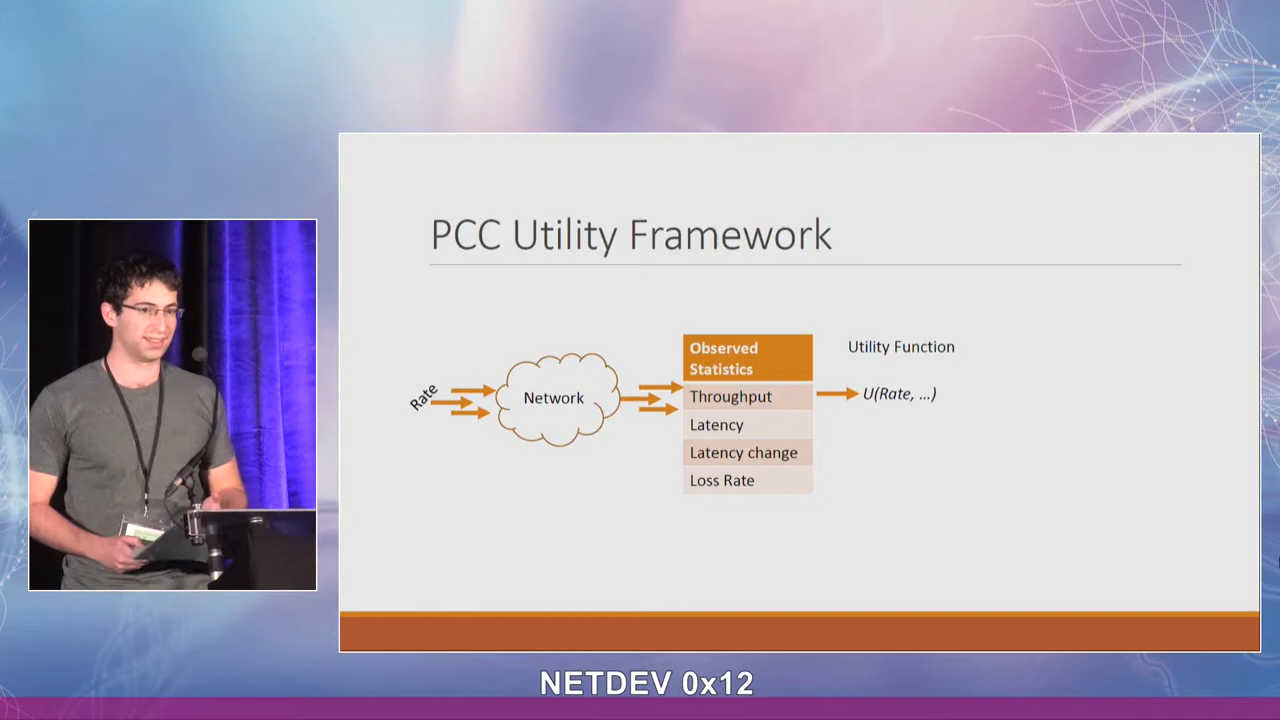 PCC Utility Framework
Rate
Network
Observed
Statistics
Throughput
Latency
Latency change
Loss Rate
Utility Function
U(Rate, ...)
NETDEV 0x12